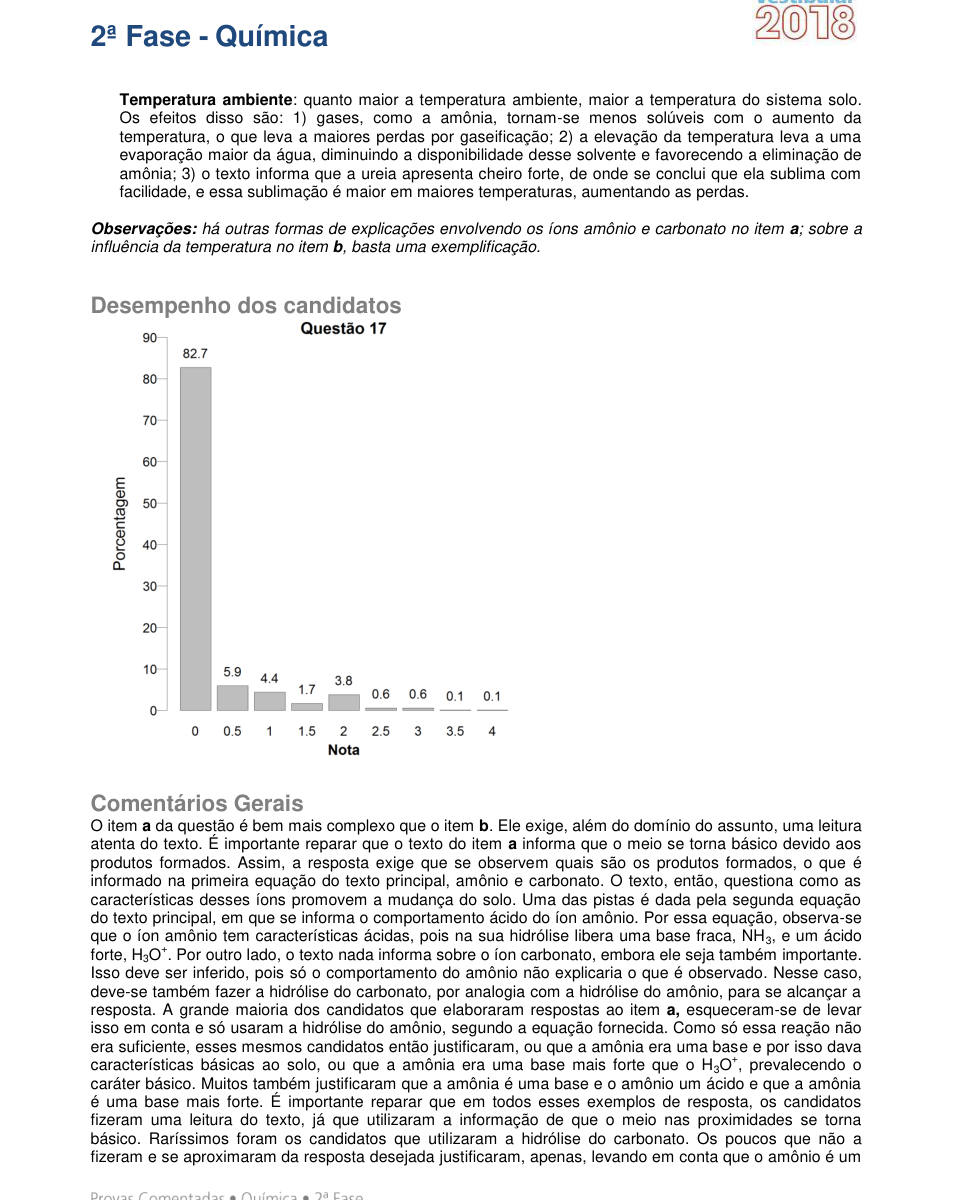 Vestibular
2018
2ª Fase - Química
Temperatura ambiente: quanto maior a temperatura ambiente, maior a temperatura do sistema solo.
Os efeitos disso são: 1) gases, como a amônia, tornam-se menos solúveis com o aumento da
temperatura, o que leva a maiores perdas por gaseificação; 2) a elevação da temperatura leva a uma
evaporação maior da água, diminuindo a disponibilidade desse solvente e favorecendo a eliminação de
amônia; 3) o texto informa que a ureia apresenta cheiro forte, de onde se conclui que ela sublima com
facilidade, e essa sublimação é maior em maiores temperaturas, aumentando as perdas.
Observações: há outras formas de explicações envolvendo os íons amônio e carbonato no item a; sobre a
influência da temperatura no item b, basta uma exemplificação.
Desempenho dos candidatos
Questão 17
Porcentagem
90
80
70
60
50
40
30
20
10
0
82.7
5.9
4.4
1.7
3.8
0.6
0.6
0.1
0.1
0 0.5 1 1.5 2 2.5 3 3.5 4
Nota
Comentários Gerais
O item a da questão é bem mais complexo que o item b. Ele exige, além do domínio do assunto, uma leitura
atenta do texto. É importante reparar que o texto do item a informa que o meio se torna básico devido aos
produtos formados. Assim, a resposta exige que se observem quais são os produtos formados, o que é
informado na primeira equação do texto principal, amônio e carbonato. O texto, então, questiona como as
características desses íons promovem a mudança do solo. Uma das pistas é dada pela segunda equação
do texto principal, em que se informa o comportamento ácido do íon amônio. Por essa equação, observa-se
que o íon amônio tem características ácidas, pois na sua hidrólise libera uma base fraca, NH₃, e um ácido
forte, H₃O⁺. Por outro lado, o texto nada informa sobre o íon carbonato, embora ele seja também importante.
Isso deve ser inferido, pois só o comportamento do amônio não explicaria o que é observado. Nesse caso,
deve-se também fazer a hidrólise do carbonato, por analogia com a hidrólise do amônio, para se alcançar a
resposta. A grande maioria dos candidatos que elaboraram respostas ao item a, esqueceram-se de levar
isso em conta e só usaram a hidrólise do amônio, segundo a equação fornecida. Como só essa reação não
era suficiente, esses mesmos candidatos então justificaram, ou que a amônia era uma base e por isso dava
características básicas ao solo, ou que a amônia era uma base mais forte que o H₃O⁺, prevalecendo o
caráter básico. Muitos também justificaram que a amônia é uma base e o amônio um ácido e que a amônia
é uma base mais forte. É importante reparar que em todos esses exemplos de resposta, os candidatos
fizeram uma leitura do texto, já que utilizaram a informação de que o meio nas proximidades se torna
básico. Raríssimos foram os candidatos que utilizaram a hidrólise do carbonato. Os poucos que não a
fizeram e se aproximaram da resposta desejada justificaram, apenas, levando em conta que o amônio é um
Provas Comentadas • Química • 2ª Fase